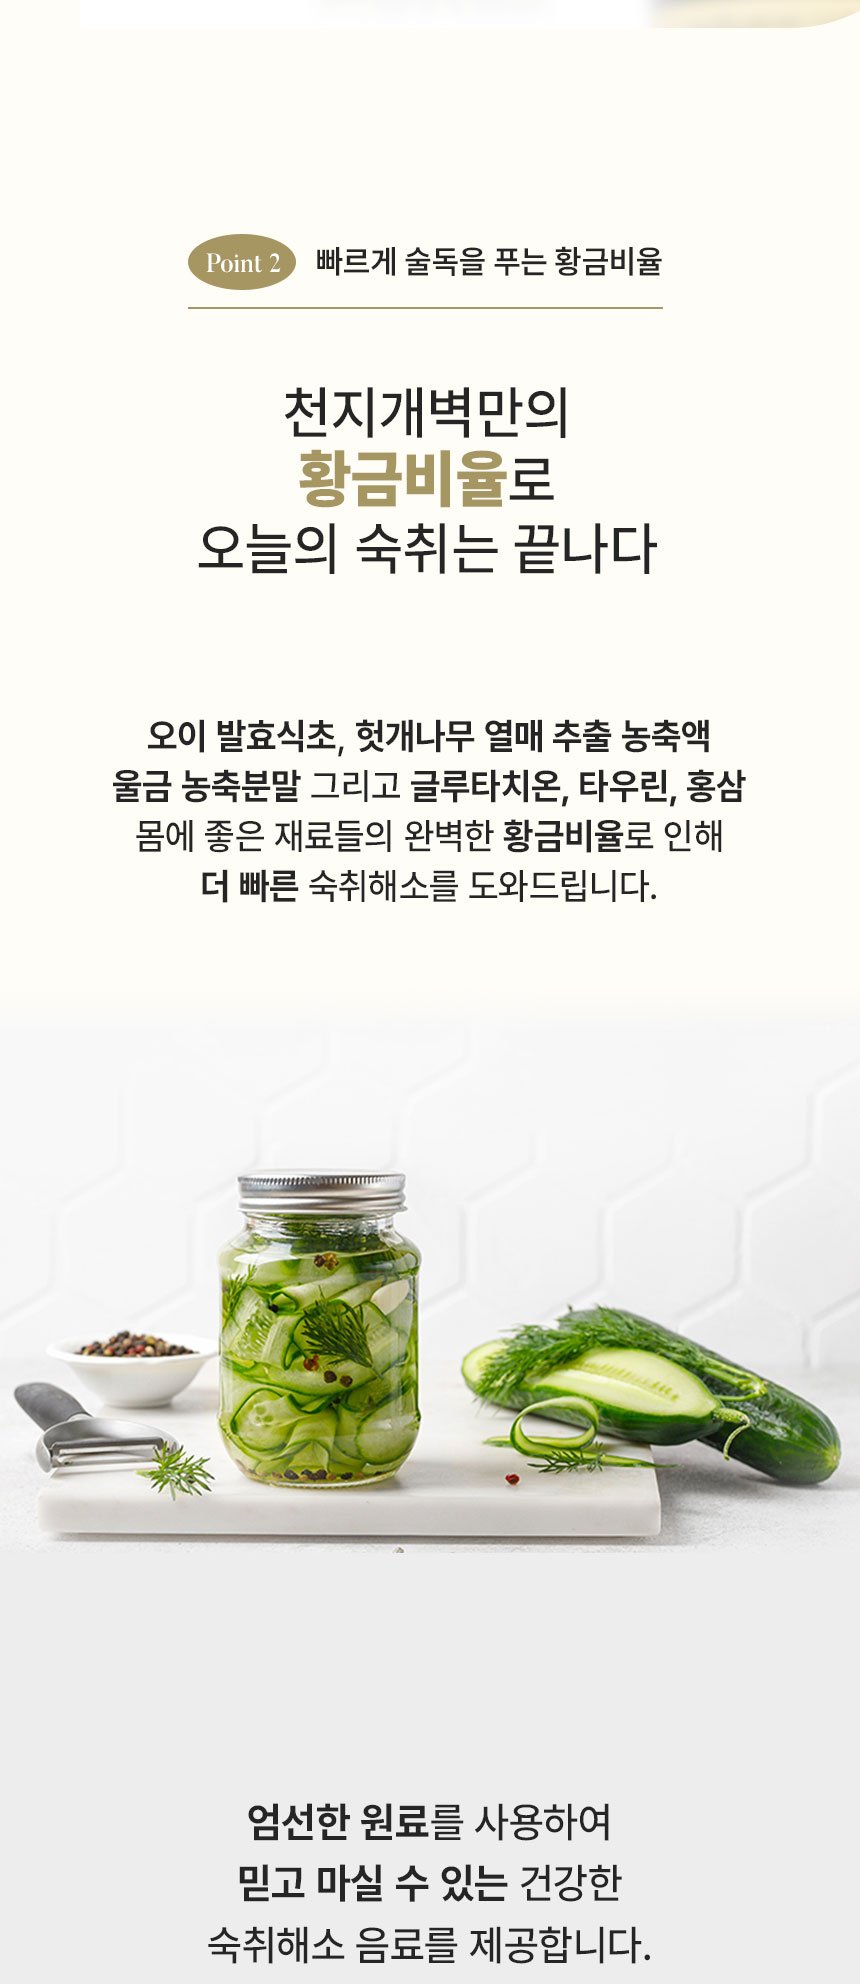 Point 2 빠르게 술독을 푸는 황금비율
천지개벽만의
황금비율로
오늘의 숙취는 끝나다
오이 발효식초, 헛개나무 열매 추출 농축액
울금 농축분말 그리고 글루타치온, 타우린, 홍삼
몸에 좋은 재료들의 완벽한 황금비율로 인해
더 빠른 숙취해소를 도와드립니다.
엄선한 원료를 사용하여
믿고 마실 수 있는 건강한
숙취해소 음료를 제공합니다.